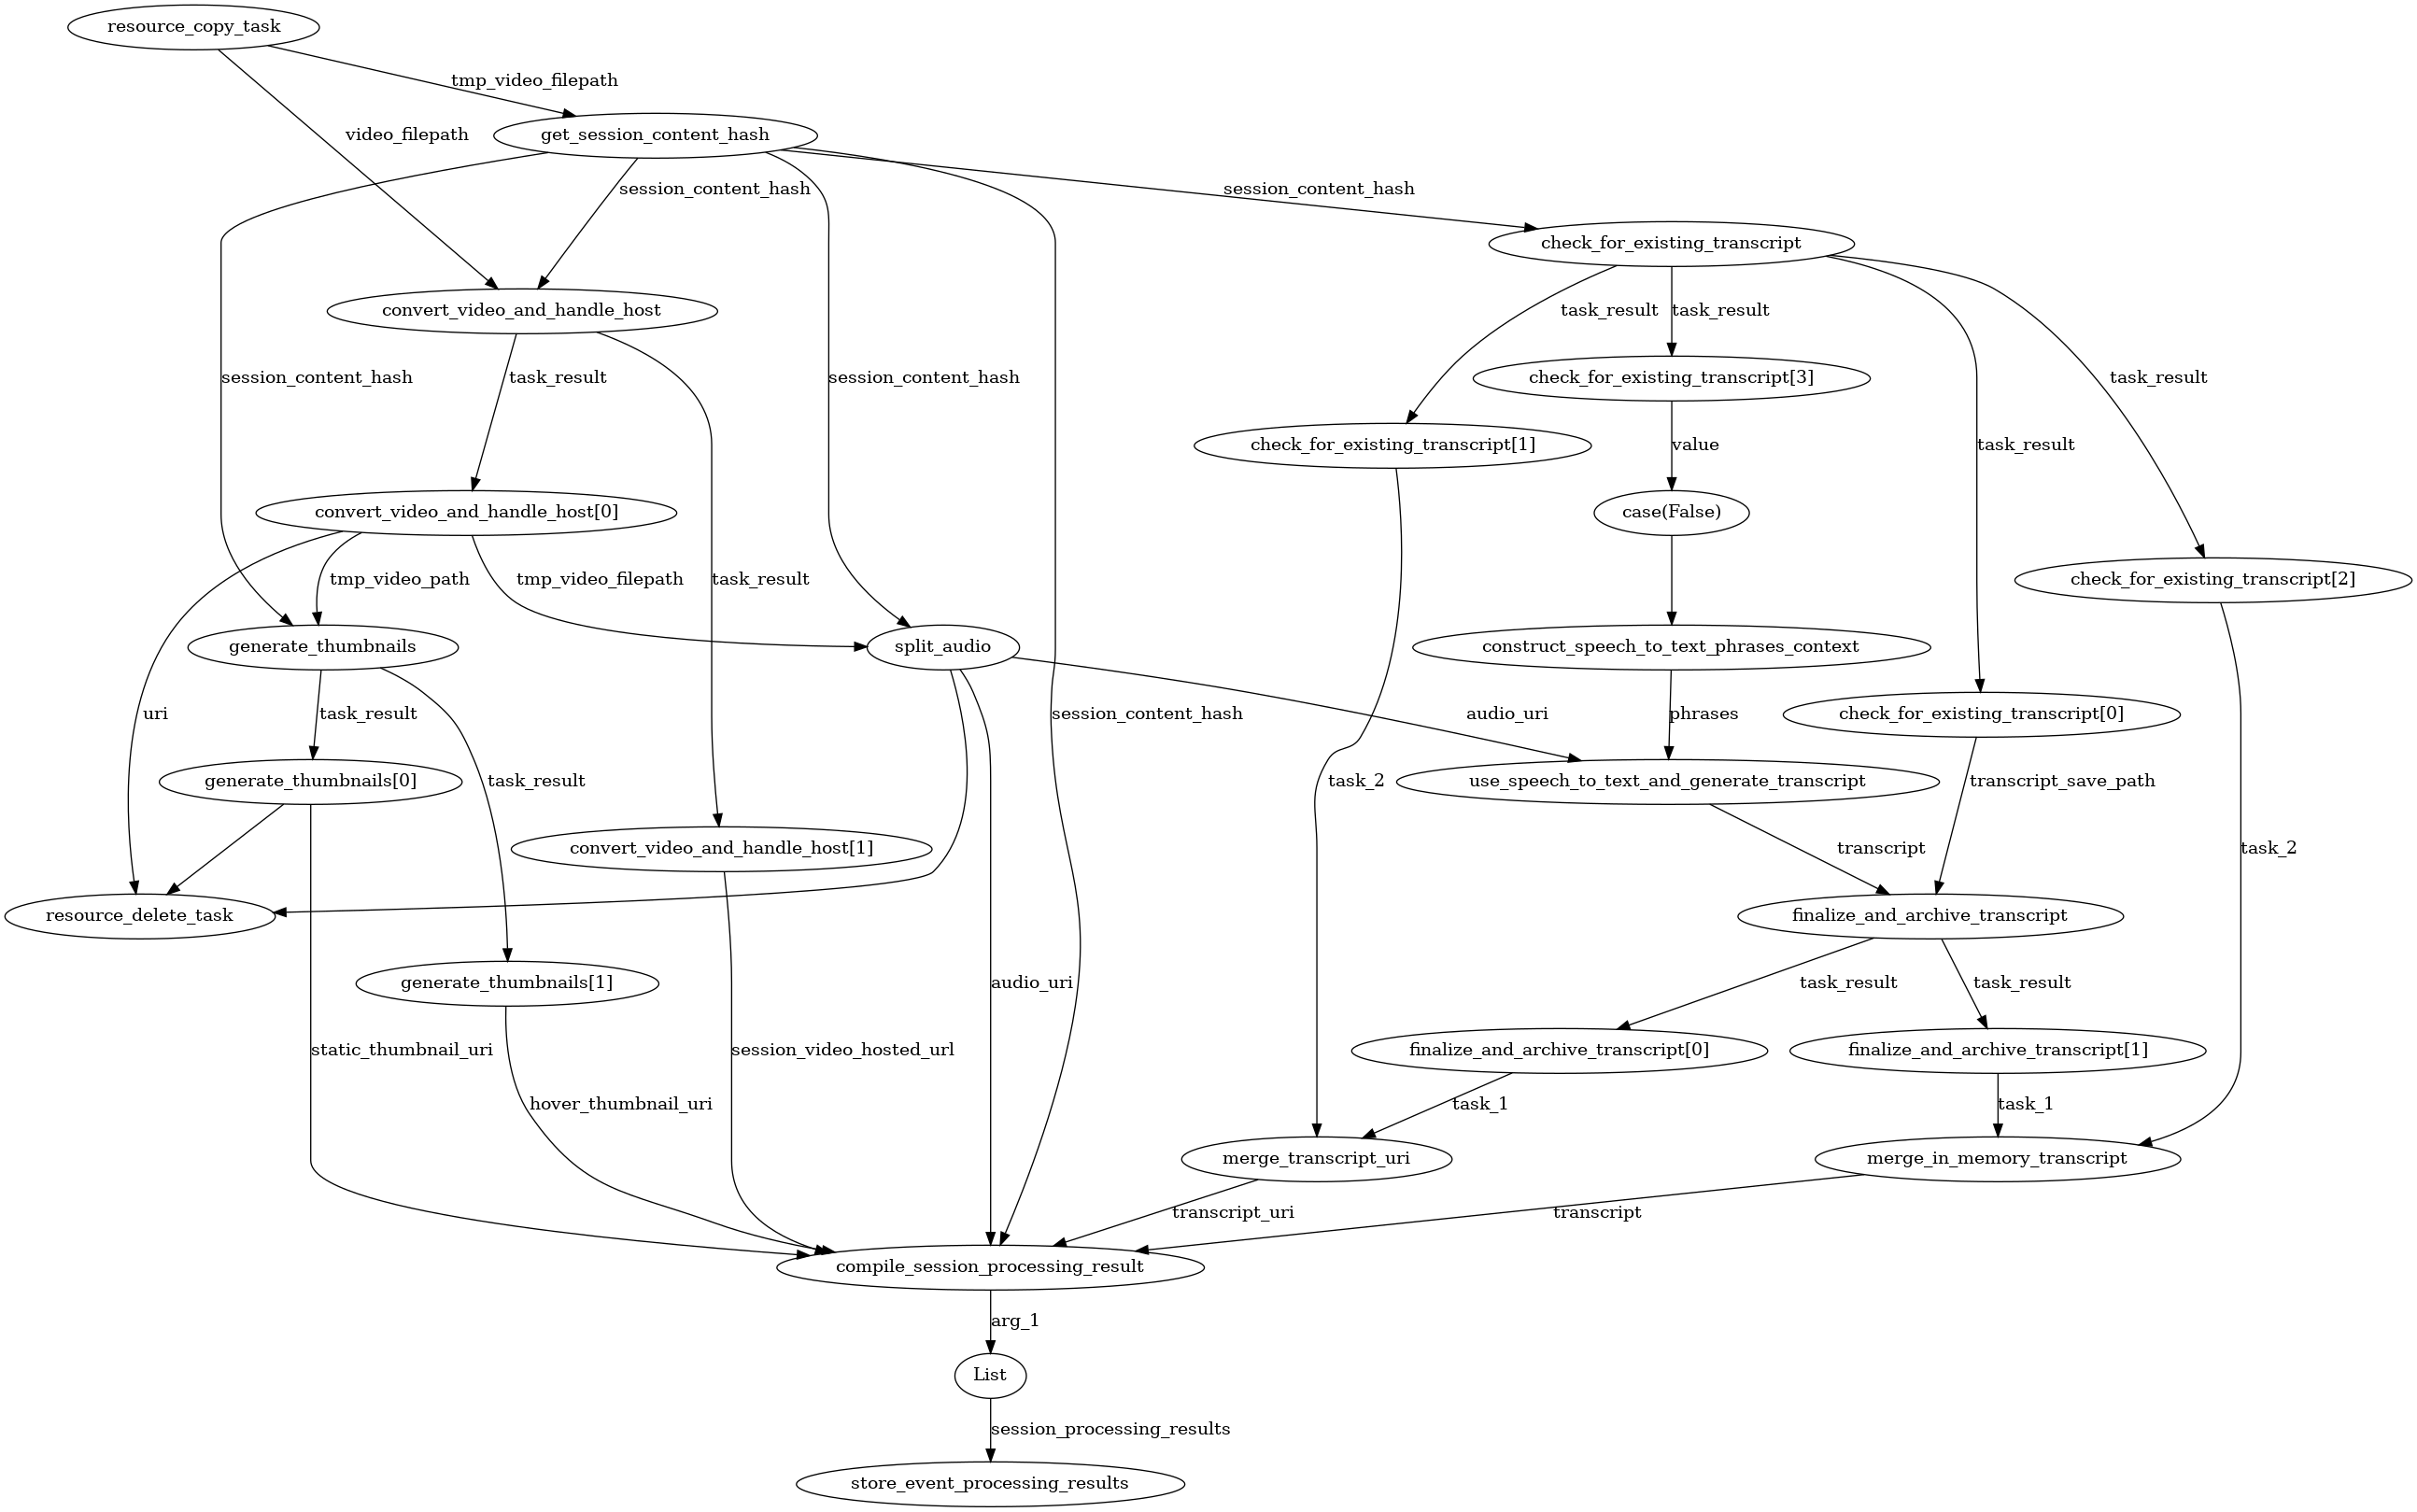 resource_copy_task
tmp_video_filepath
video_filepath
get_session_content_hash
session_content_hash
session_content_hash
check_for_existing_transcript
convert_video_and_handle_host
task_result
task_result
session_content_hash
task_result
session_content_hash
check_for_existing_transcript[3]
task_result
check_for_existing_transcript[1]
value
task_result
convert_video_and_handle_host[0]
case(False)
tmp_video_path
tmp_video_filepath
task_result
check_for_existing_transcript[2]
generate_thumbnails
split_audio
construct_speech_to_text_phrases_context
uri
task_result
session_content_hash
audio_uri
phrases
check_for_existing_transcript[0]
generate_thumbnails[0]
task_result
task_2
use_speech_to_text_and_generate_transcript
transcript_save_path
convert_video_and_handle_host[1]
transcript
task_2
resource_delete_task
finalize_and_archive_transcript
generate_thumbnails[1]
audio_uri
task_result
task_result
static_thumbnail_uri
session_video_hosted_url
finalize_and_archive_transcript[0]
finalize_and_archive_transcript[1]
hover_thumbnail_uri
task_1
task_1
merge_transcript_uri
merge_in_memory_transcript
transcript_uri
transcript
compile_session_processing_result
arg_1
List
session_processing_results
store_event_processing_results